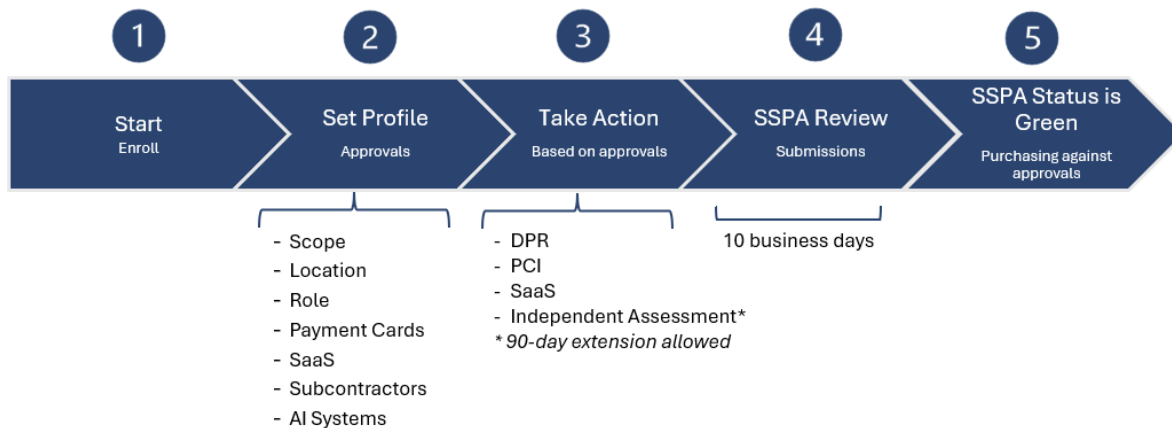 1
2
3
4
5
Start
Enroll
Set Profile
Approvals
Take Action
Based on approvals
SSPA Review
Submissions
SSPA Status is
Green
Purchasing against
approvals
- Scope
- Location
- Role
- Payment Cards
- SaaS
- Subcontractors
- AI Systems
- DPR
- PCI
- SaaS
- Independent Assessment*
* 90-day extension allowed
10 business days